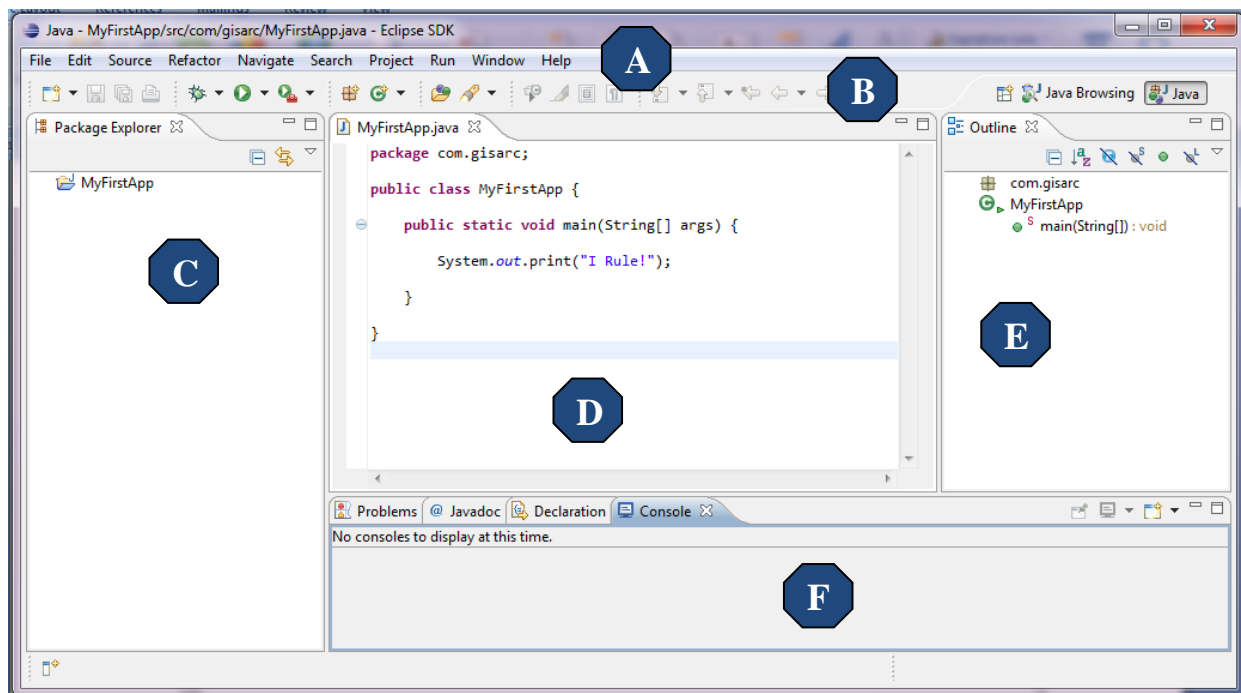 Java - MyFirstApp/src/com/gisarc/MyFirstApp.java - Eclipse SDK
File Edit Source Refactor Navigate Search Project Run Window Help
A
B
Java Browsing Java
Package Explorer
MyFirstApp
C
MyFirstApp.java
package com.gisarc;
public class MyFirstApp {
public static void main(String[] args) {
System.out.print("I Rule!");
}
}
D
Outline
com.gisarc
MyFirstApp
main(String[]) : void
E
Problems @ Javadoc Declaration Console
No consoles to display at this time.
F